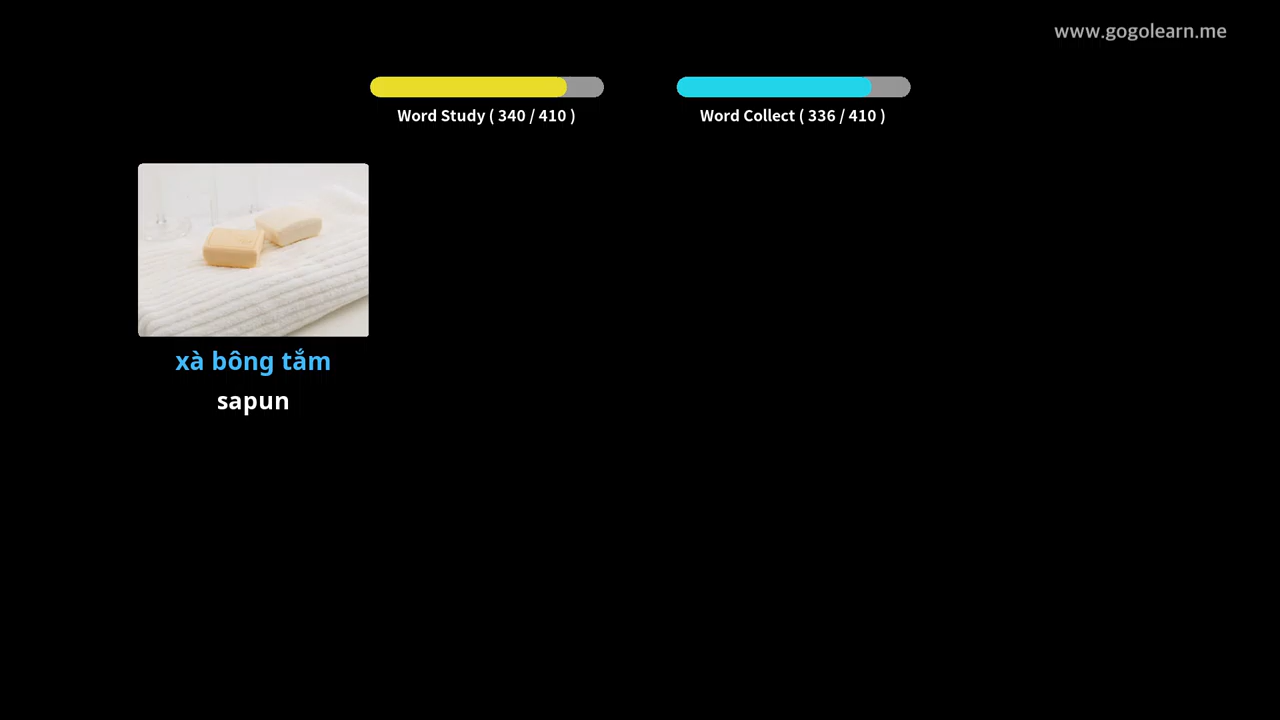 www.gogolearn.me
Word Study ( 340 / 410 )
Word Collect ( 336 / 410 )
xà bông tắm
sapun